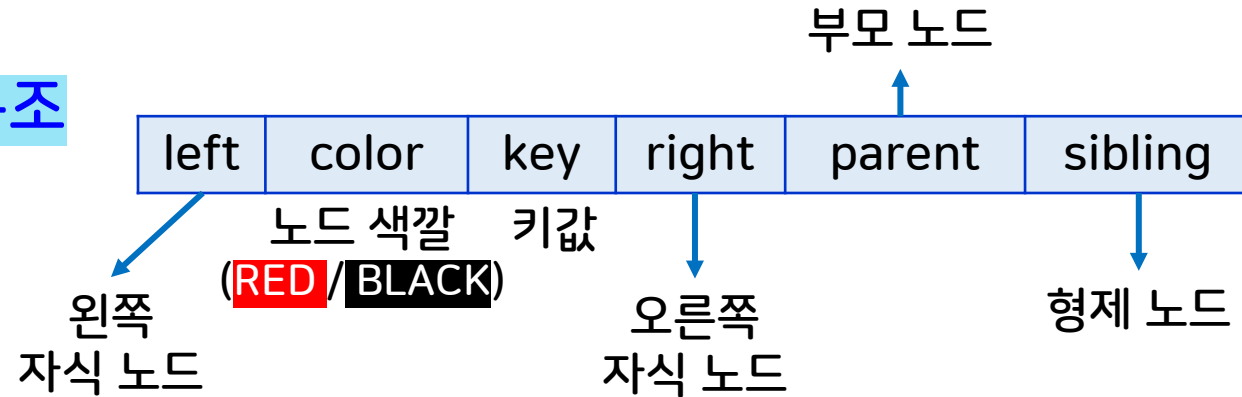 부모 노드
조
left color key right parent sibling
노드 색깔 키값
(RED / BLACK)
왼쪽
자식 노드
오른쪽
자식 노드
형제 노드